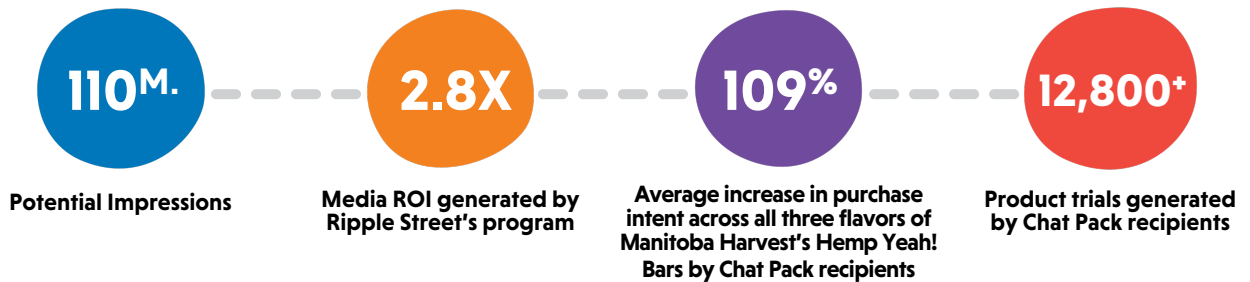 110M.
2.8X
109%
12,800+
Potential Impressions
Media ROI generated by
Ripple Street's program
Average increase in purchase
intent across all three flavors of
Manitoba Harvest's Hemp Yeah!
Bars by Chat Pack recipients
Product trials generated
by Chat Pack recipients